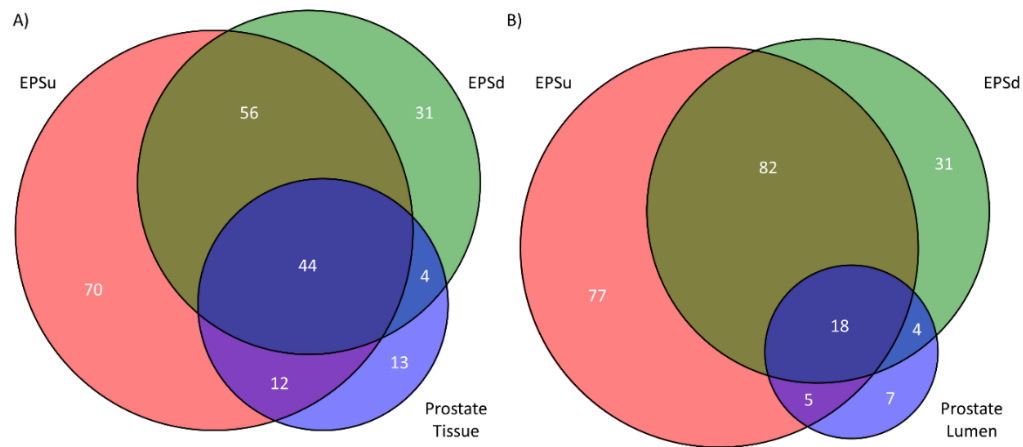 A)
EPSu
EPSd
56
31
44
4
70
12
13
Prostate
Tissue
B)
EPSu
EPSd
82
31
77
18
4
5
7
Prostate
Lumen